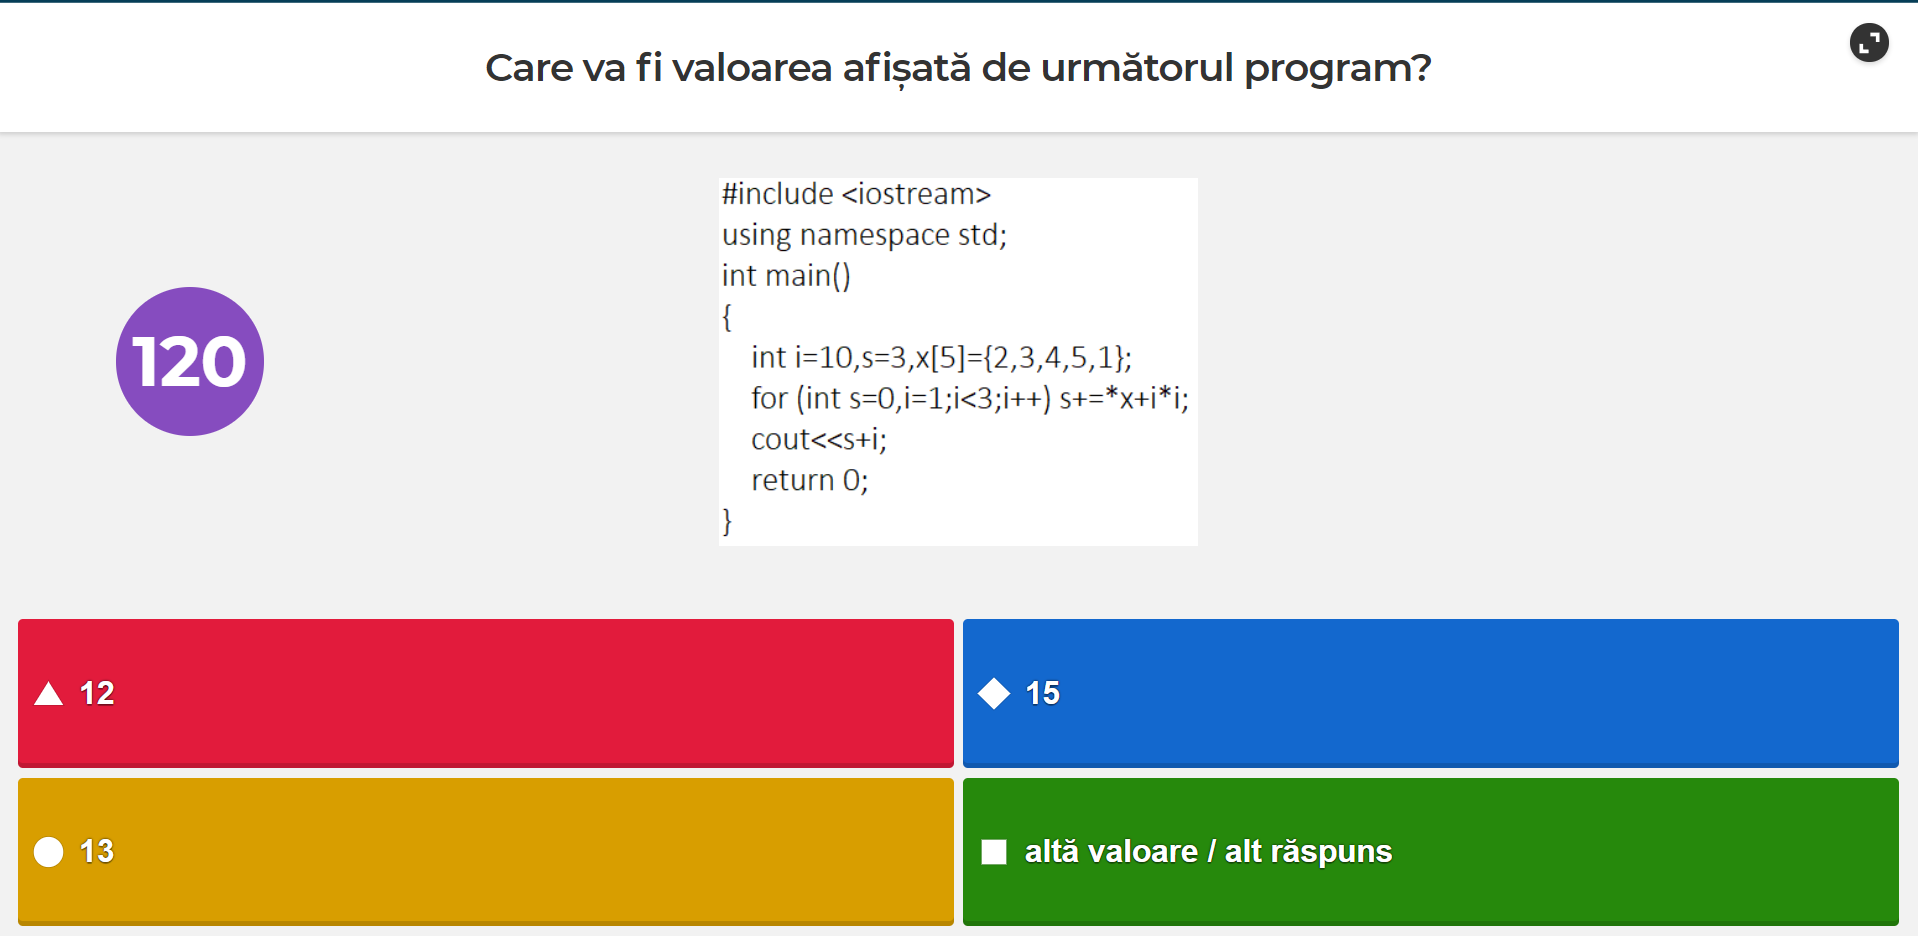 Care va fi valoarea afișată de următorul program?
#include <iostream>
using namespace std;
int main()
{
int i=10,s=3,x[5]={2,3,4,5,1};
for (int s=0,i=1;i<3;i++) s+=*x+i*i;
cout<<s+i;
return 0;
}
120
12
15
13
altă valoare / alt răspuns